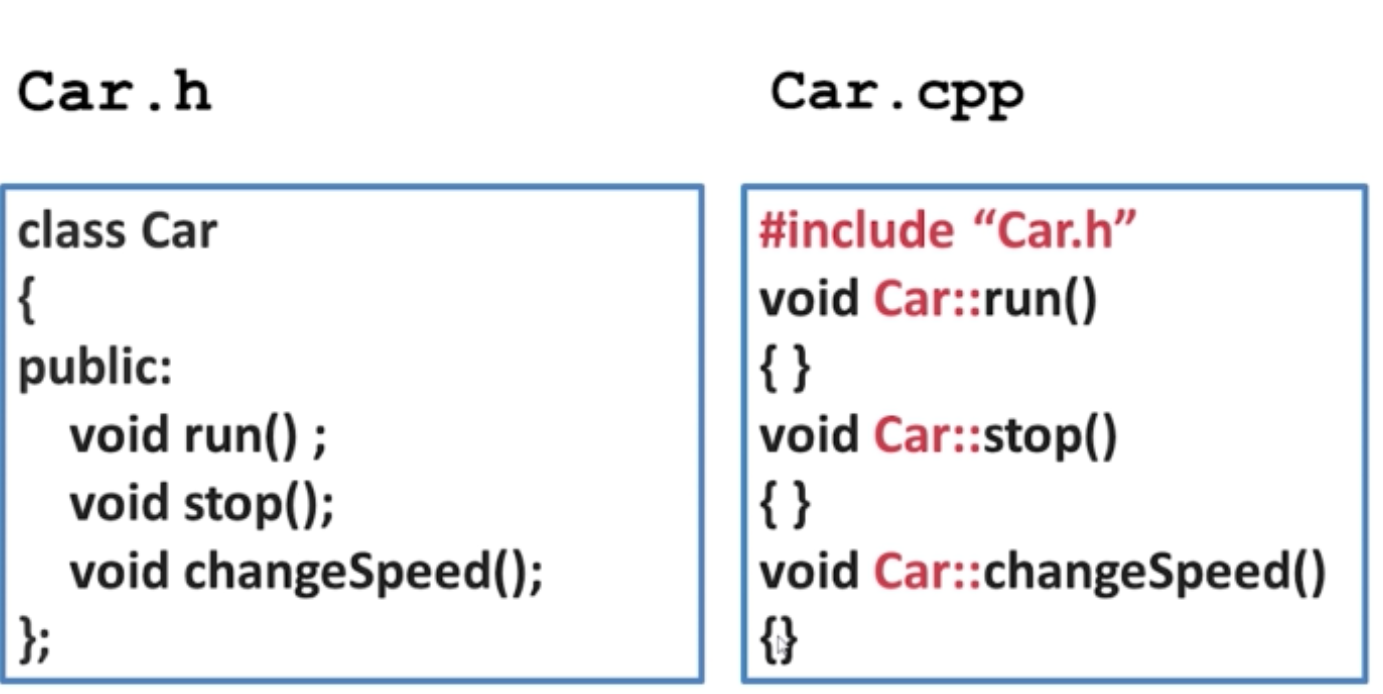 Car.h
class Car
{
public:
void run() ;
void stop();
void changeSpeed();
};
Car.cpp
#include “Car.h”
void Car::run()
{ }
void Car::stop()
{ }
void Car::changeSpeed()
{}